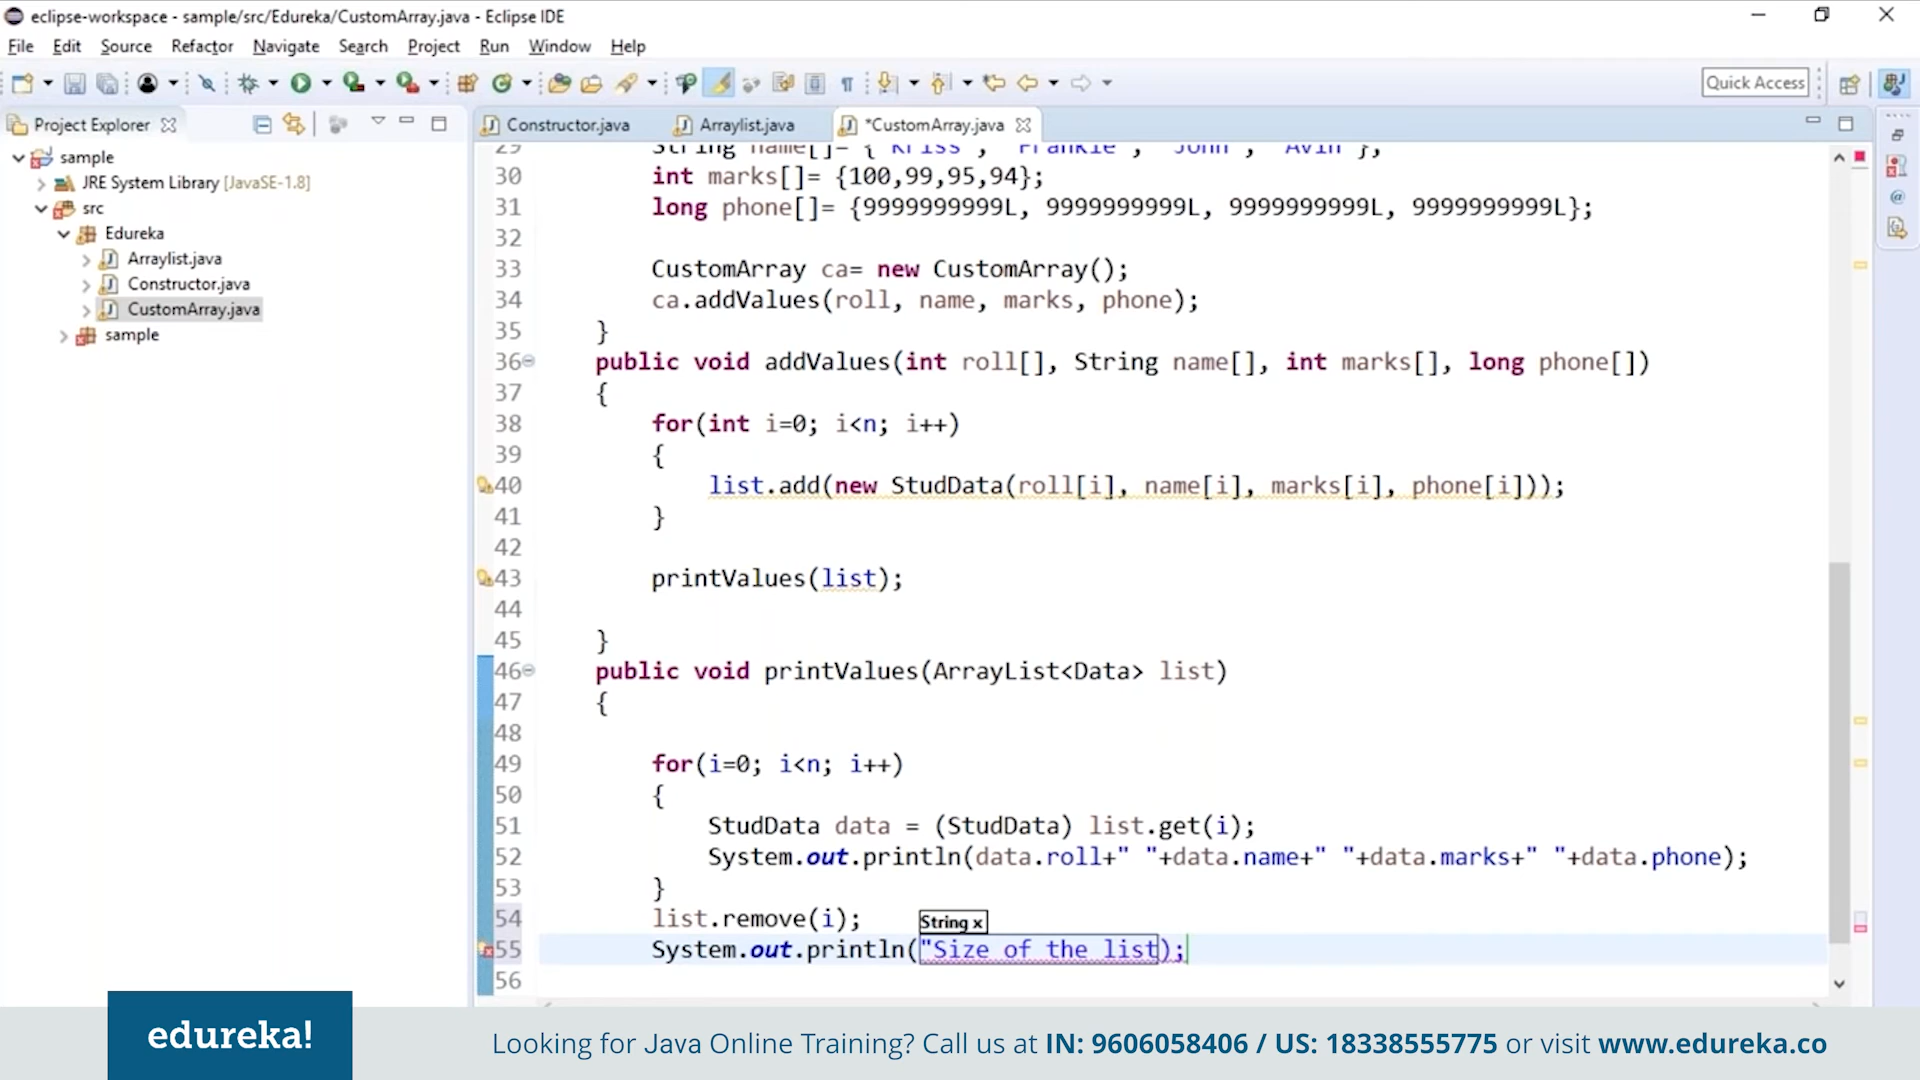 eclipse-workspace - sample/src/Edureka/CustomArray.java - Eclipse IDE
File Edit Source Refactor Navigate Search Project Run Window Help
Quick Access
Project Explorer
Constructor.java
Arraylist.java
*CustomArray.java
sample
JRE System Library [JavaSE-1.8]
src
Edureka
Arraylist.java
Constructor.java
CustomArray.java
sample
29 String name[]= {"Kriss", "Frankie", "John", "Avin"};
30 int marks[]= {100,99,95,94};
31 long phone[]= {9999999999L, 9999999999L, 9999999999L, 9999999999L};
32
33 CustomArray ca= new CustomArray();
34 ca.addValues(roll, name, marks, phone);
35 }
36 public void addValues(int roll[], String name[], int marks[], long phone[])
37 {
38 for(int i=0; i<n; i++)
39 {
40 list.add(new StudData(roll[i], name[i], marks[i], phone[i]));
41 }
42
43 printValues(list);
44
45 }
46 public void printValues(ArrayList<Data> list)
47 {
48
49 for(i=0; i<n; i++)
50 {
51 StudData data = (StudData) list.get(i);
52 System.out.println(data.roll+" "+data.name+" "+data.marks+" "+data.phone);
53 }
54 list.remove(i);
String x
55 System.out.println("Size of the list);
56
edureka!
Looking for Java Online Training? Call us at IN: 9606058406 / US: 18338555775 or visit www.edureka.co